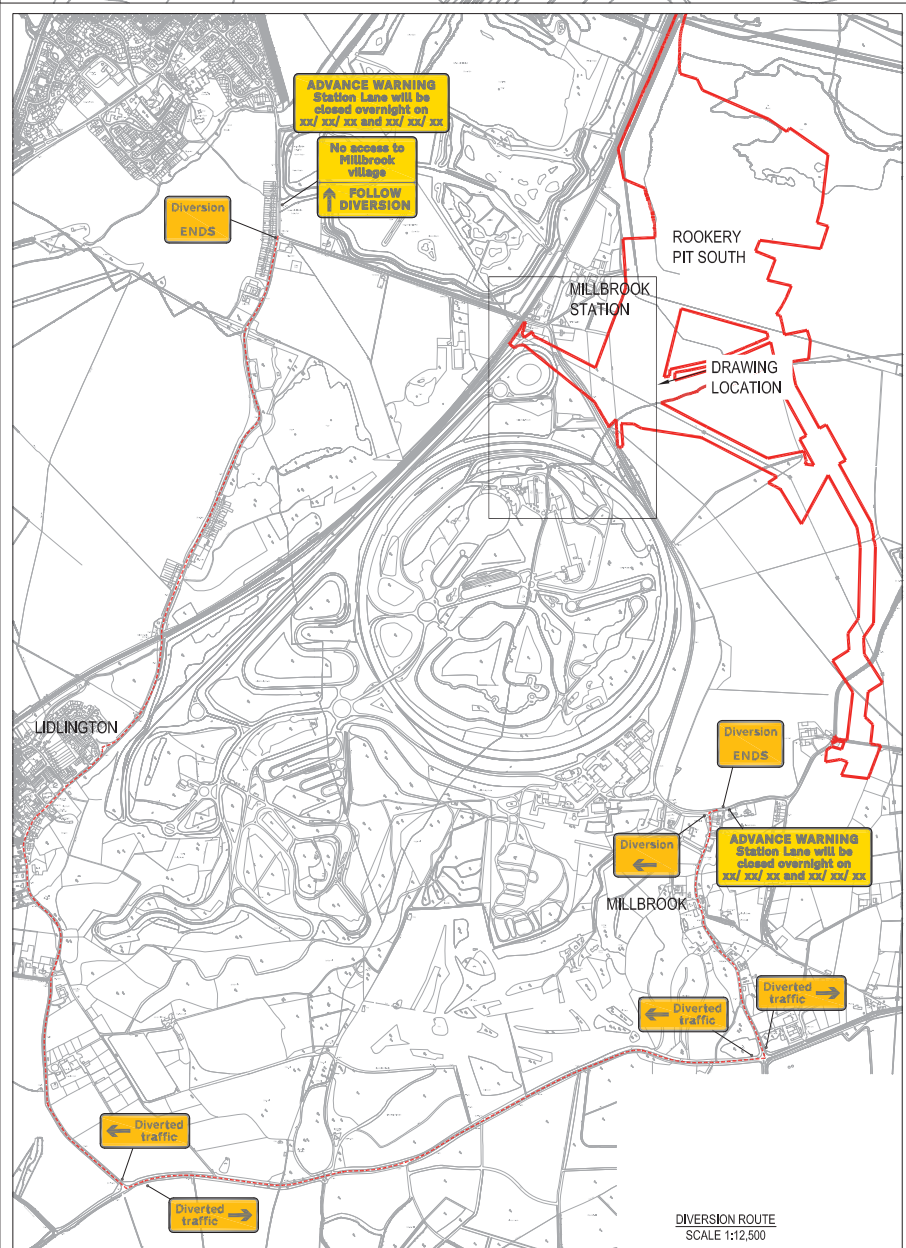 ADVANCE WARNING
Station Lane will be
closed overnight on
xx/ xx/ xx and xx/ xx/ xx
No access to
Millbrook
village
↑ FOLLOW
DIVERSION
Diversion
ENDS
ROOKERY
PIT SOUTH
MILLBROOK
STATION
DRAWING
LOCATION
LIDLINGTON
Diversion
ENDS
Diversion
←
ADVANCE WARNING
Station Lane will be
closed overnight on
xx/ xx/ xx and xx/ xx/ xx
MILLBROOK
Diverted
traffic →
← Diverted
traffic
← Diverted
traffic
Diverted
traffic →
DIVERSION ROUTE
SCALE 1:12,500